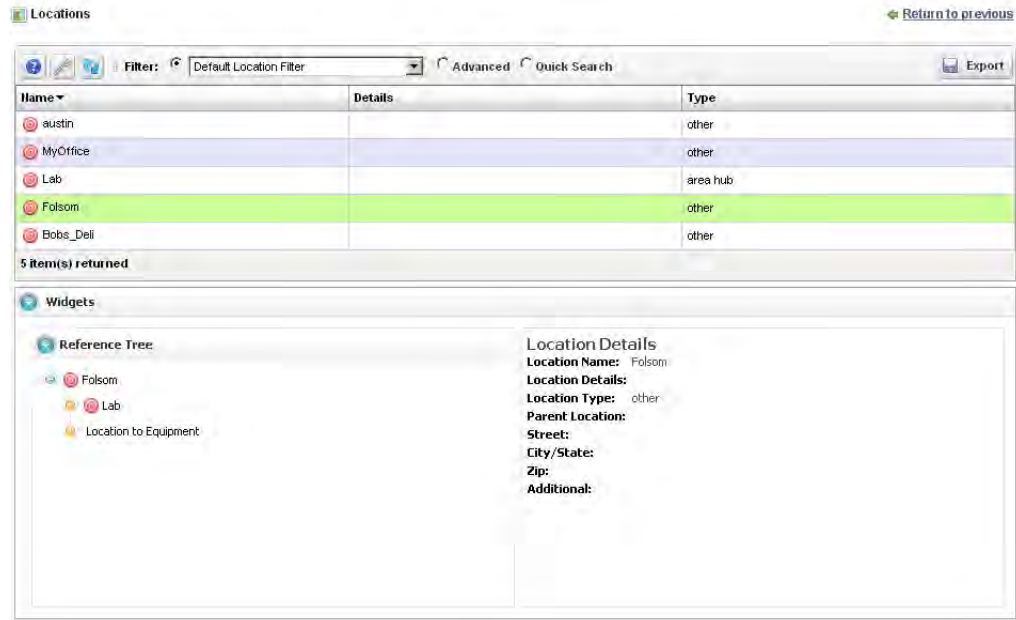 Locations
Return to previous
Filter: Default Location Filter Advanced Quick Search Export
Name Details Type
austin other
MyOffice other
Lab area hub
Folsom other
Bobs_Deli other
5 item(s) returned
Widgets
Reference Tree
Folsom
Lab
Location to Equipment
Location Details
Location Name: Folsom
Location Details:
Location Type: other
Parent Location:
Street:
City/State:
Zip:
Additional: